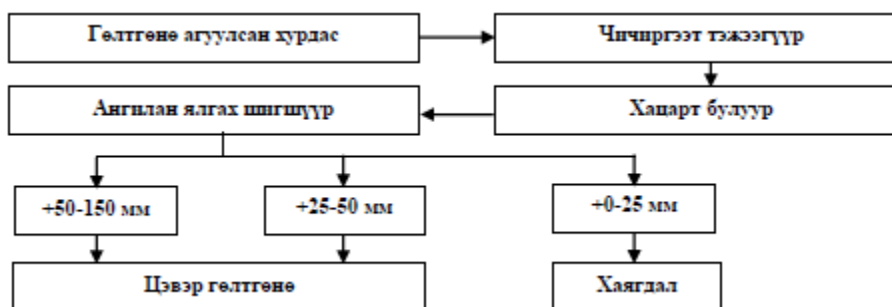 Гөлтгөнө агуулсан хурдас
Чичиргээт тэжээгүүр
Ангилан ялгах шигшүүр
Хацарт булуур
+50-150 мм
+25-50 мм
+0-25 мм
Цэвэр гөлтгөнө
Хаягдал